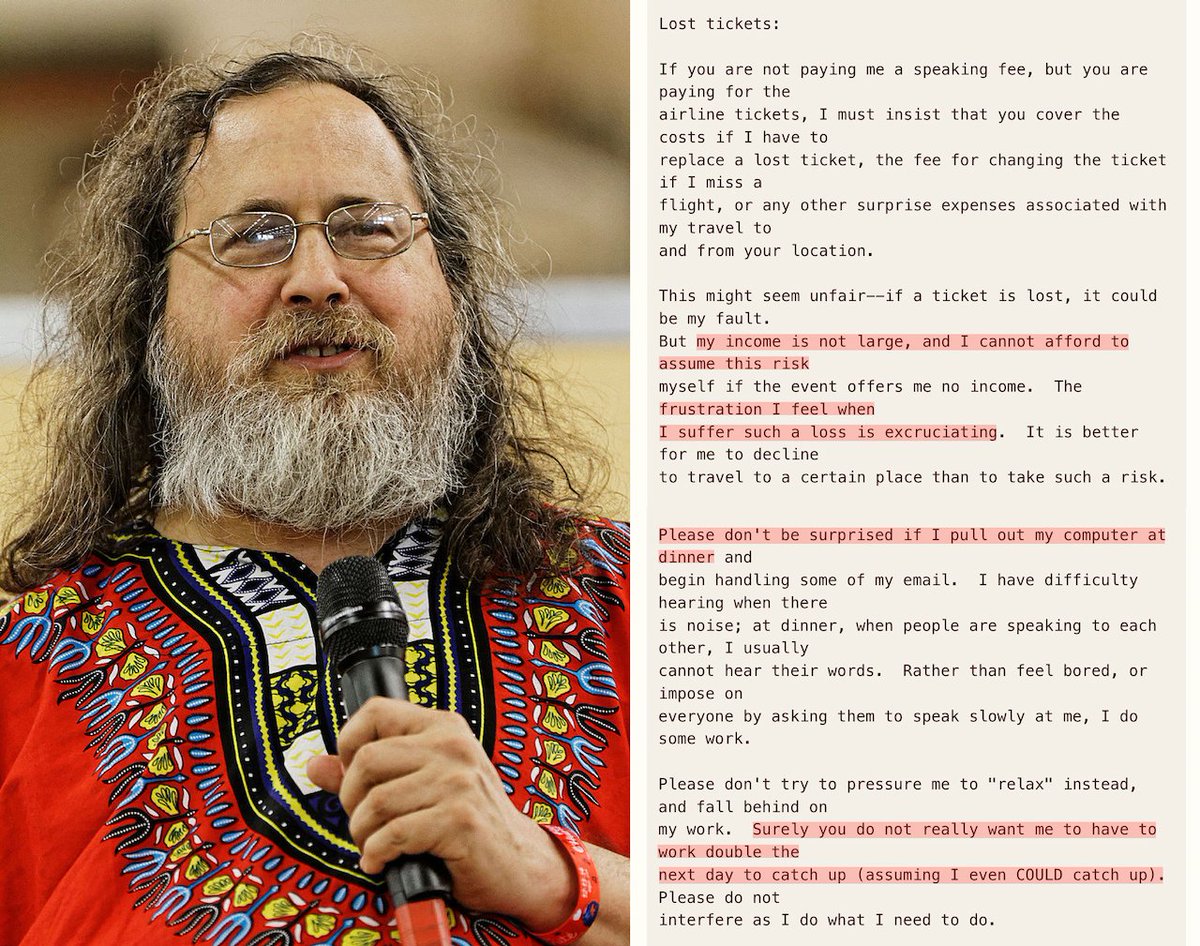 Lost tickets:
If you are not paying me a speaking fee, but you are
paying for the
airline tickets, I must insist that you cover the
costs if I have to
replace a lost ticket, the fee for changing the ticket
if I miss a
flight, or any other surprise expenses associated with
my travel to
and from your location.
This might seem unfair--if a ticket is lost, it could
be my fault.
But my income is not large, and I cannot afford to
assume this risk
myself if the event offers me no income.  The
frustration I feel when
I suffer such a loss is excruciating.  It is better
for me to decline
to travel to a certain place than to take such a risk.
Please don't be surprised if I pull out my computer at
dinner and
begin handling some of my email.  I have difficulty
hearing when there
is noise; at dinner, when people are speaking to each
other, I usually
cannot hear their words.  Rather than feel bored, or
impose on
everyone by asking them to speak slowly at me, I do
some work.
Please don't try to pressure me to "relax" instead,
and fall behind on
my work.  Surely you do not really want me to have to
work double the
next day to catch up (assuming I even COULD catch up).
Please do not
interfere as I do what I need to do.